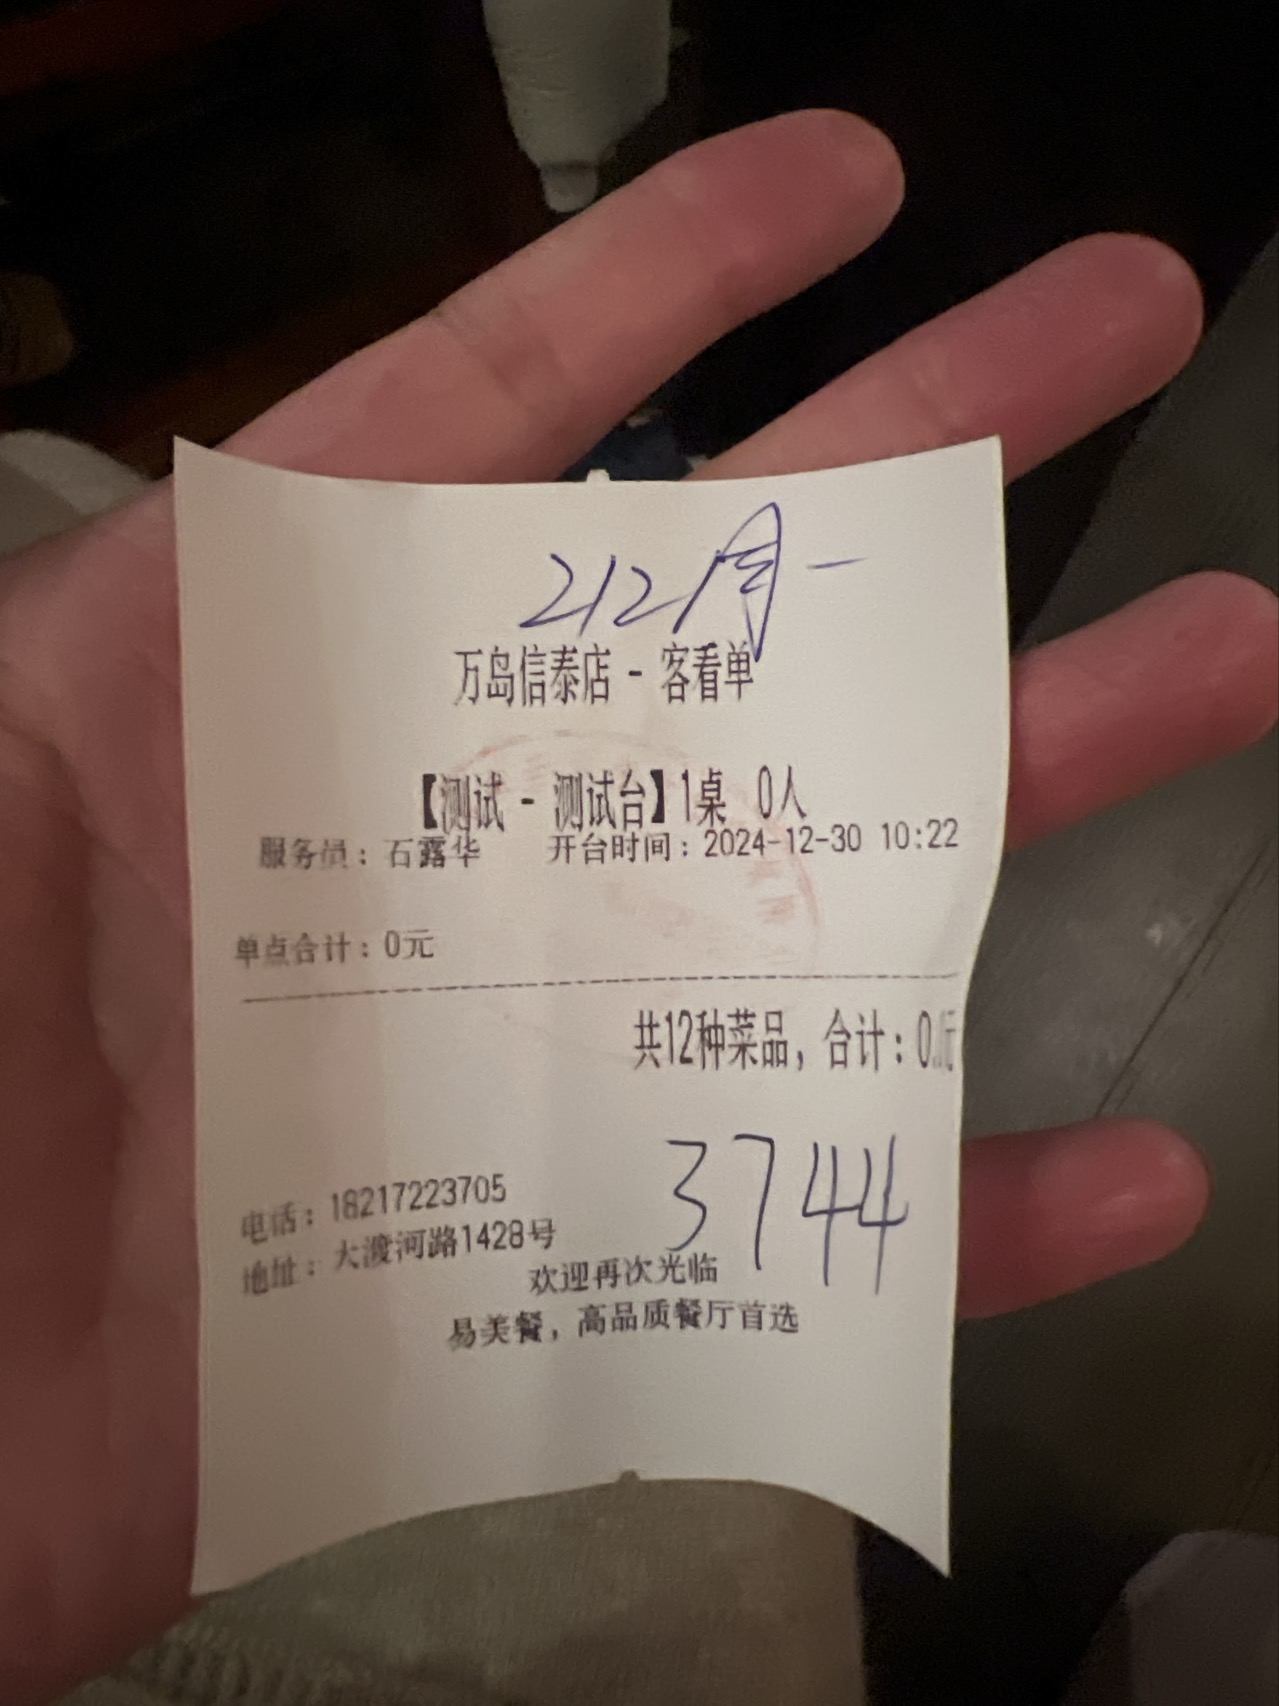 212/周一
万岛信泰店 - 客看单
【测试 - 测试台】1桌 0人
服务员：石露华 开台时间：2024-12-30 10:22
单点合计：0元
共12种菜品，合计：0元
3744
电话：18217223705
地址：大渡河路1428号
欢迎再次光临
易美餐，高品质餐厅首选